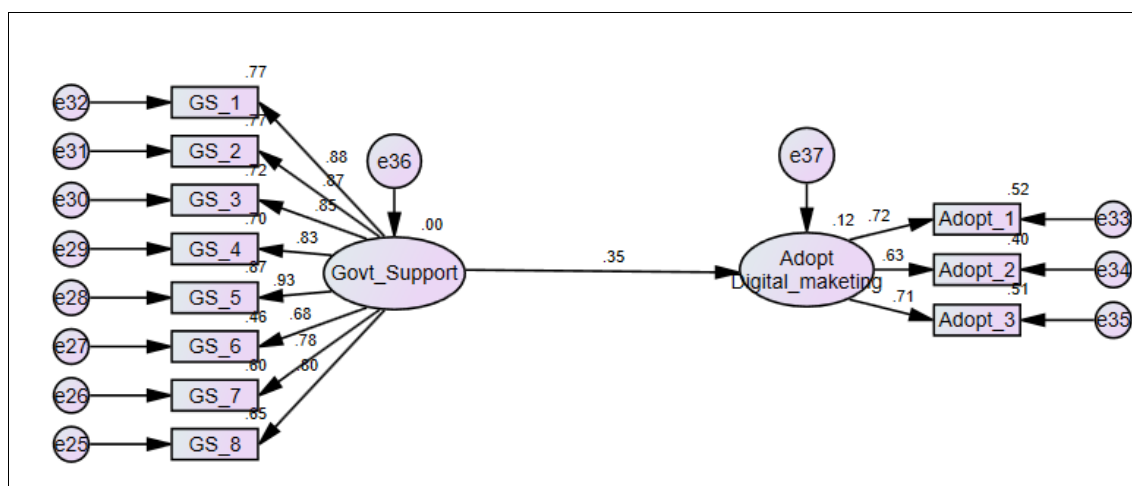 .77
e32
GS_1
.77
e31
GS_2
.72
e30
GS_3
.70
e29
GS_4
.87
e28
GS_5
.46
e27
GS_6
.60
e26
GS_7
.65
e25
GS_8
.88
.87
.85
.83
.93
.68
.78
.80
e36
.00
Govt_Support
.35
e37
.12
Adopt
Digital_maketing
.72
.63
.71
.52
Adopt_1
e33
.40
Adopt_2
e34
.51
Adopt_3
e35